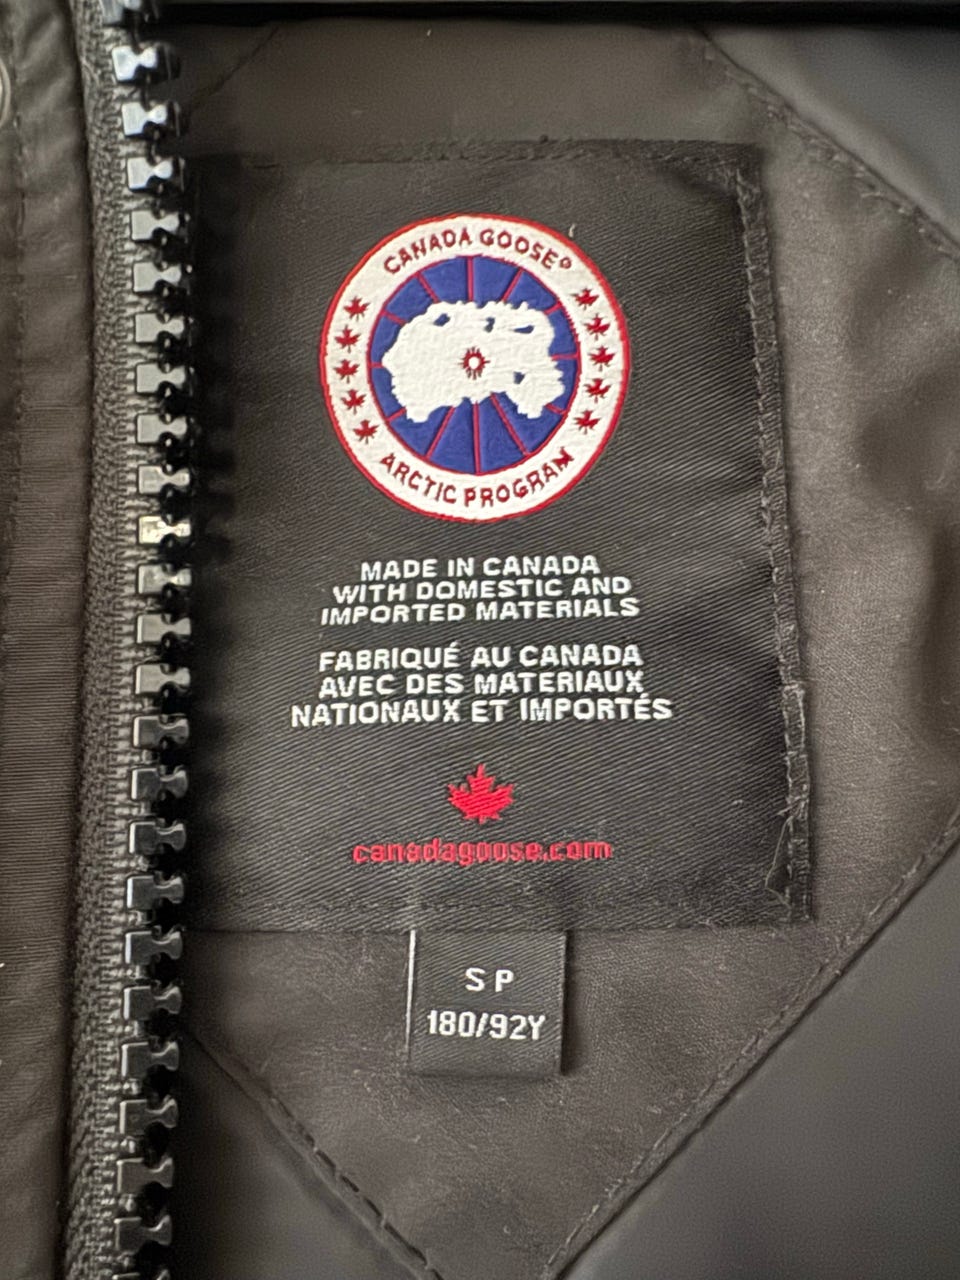 CANADA GOOSE®
ARCTIC PROGRAM
MADE IN CANADA
WITH DOMESTIC AND
IMPORTED MATERIALS
FABRIQUÉ AU CANADA
AVEC DES MATERIAUX
NATIONAUX ET IMPORTÉS
canadagoose.com
S P
180/92Y